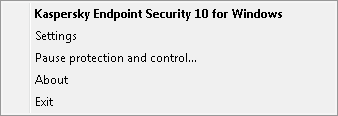 Kaspersky Endpoint Security 10 for Windows
Settings
Pause protection and control...
About
Exit